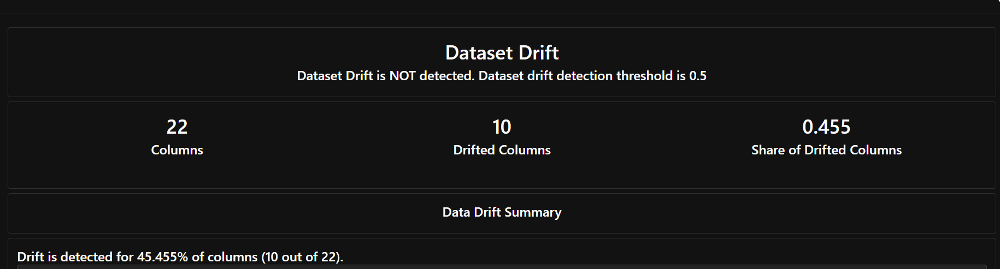 Dataset Drift
Dataset Drift is NOT detected. Dataset drift detection threshold is 0.5
22
Columns
10
Drifted Columns
0.455
Share of Drifted Columns
Data Drift Summary
Drift is detected for 45.455% of columns (10 out of 22).